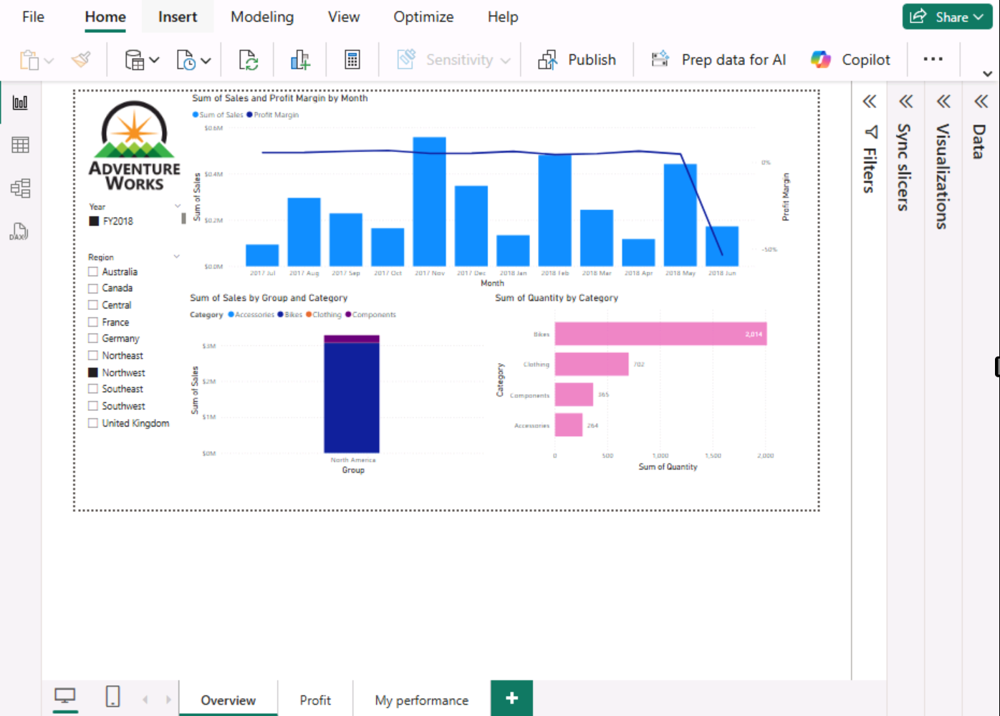 File Home Insert Modeling View Optimize Help Share
Sensitivity Publish Prep data for AI Copilot ...
ADVENTURE
WORKS
Year
FY2018
Region
Australia
Canada
Central
France
Germany
Northeast
Northwest
Southeast
Southwest
United Kingdom
Sum of Sales and Profit Margin by Month
Sum of Sales Profit Margin
$0.6M
$0.4M
$0.2M
$0.0M
Sum of Sales
0%
-50%
Profit Margin
2017 Jul 2017 Aug 2017 Sep 2017 Oct 2017 Nov 2017 Dec 2018 Jan 2018 Feb 2018 Mar 2018 Apr 2018 May 2018 Jun
Month
Sum of Sales by Group and Category
Category Accessories Bikes Clothing Components
$3M
$2M
$1M
$0M
Sum of Sales
North America
Group
Sum of Quantity by Category
Category
Bikes 2,014
Clothing 702
Components 365
Accessories 264
0 500 1,000 1,500 2,000
Sum of Quantity
Filters
Sync slicers
Visualizations
Data
DAX
Overview Profit My performance +